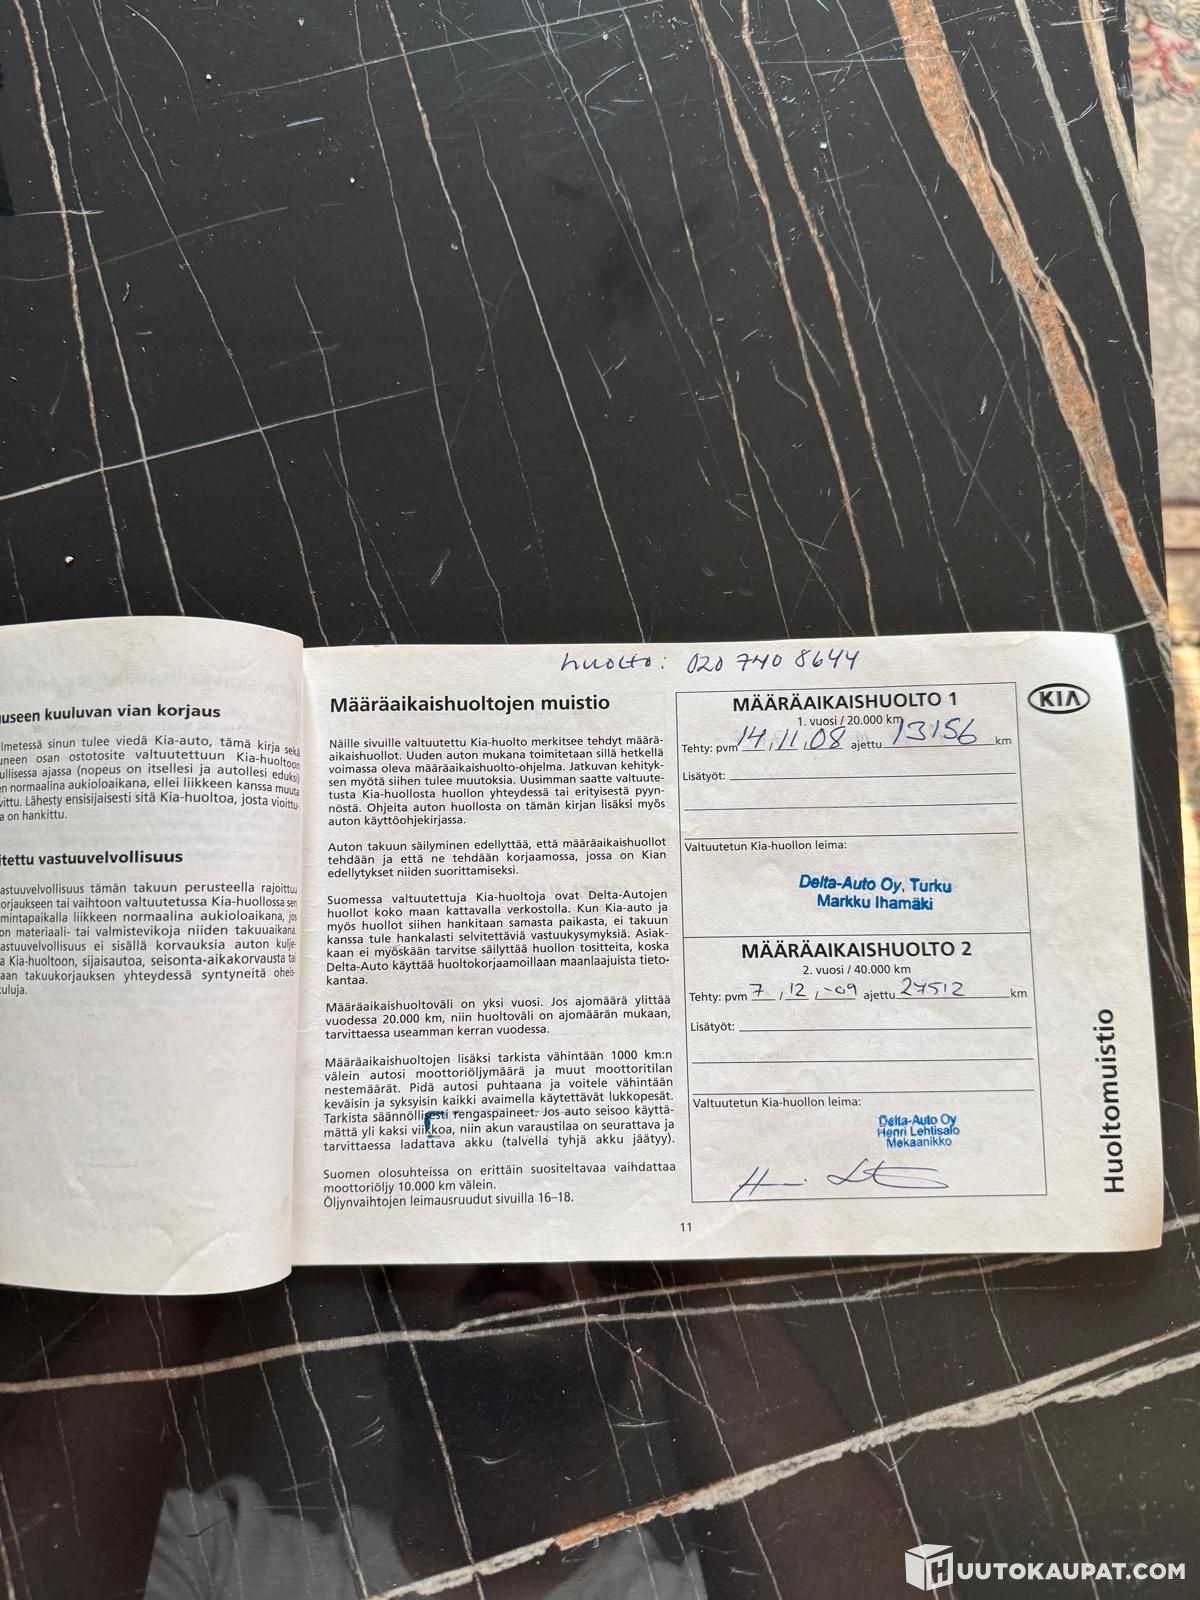 useen kuuluvan vian korjaus
lmetessä sinun tulee viedä Kia-auto, tämä kirja sekä
uneen osan ostotosite valtuutettuun Kia-huoltoon
ullisessa ajassa (nopeus on itsellesi ja autollesi eduksi)
n normaalina aukioloaikana, ellei liikkeen kanssa muuta
vittu. Lähesty ensisijaisesti sitä Kia-huoltoa, josta vioittu-
a on hankittu.
itettu vastuuvelvollisuus
astuuvelvollisuus tämän takuun perusteella rajoittuu
orjaukseen tai vaihtoon valtuutetussa Kia-huollossa sen
mintapaikalla liikkeen normaalina aukioloaikana, jos
on materiaali- tai valmistevikoja niiden takuuaikana.
astuuvelvollisuus ei sisällä korvauksia auton kulje-
a Kia-huoltoon, sijaisautoa, seisonta-aikakorvausta tai
aan takuukorjauksen yhteydessä syntyneitä oheis-
uluja.
huolto: 020 740 8644
Määräaikaishuoltojen muistio
Näille sivuille valtuutettu Kia-huolto merkitsee tehdyt määrä-
aikaishuollot. Uuden auton mukana toimitetaan sillä hetkellä
voimassa oleva määräaikaishuolto-ohjelma. Jatkuvan kehityk-
sen myötä siihen tulee muutoksia. Uusimman saatte valtuute-
tusta Kia-huollosta huollon yhteydessä tai erityisestä pyyn-
nöstä. Ohjeita auton huollosta on tämän kirjan lisäksi myös
auton käyttöohjekirjassa.
Auton takuun säilyminen edellyttää, että määräaikaishuollot
tehdään ja että ne tehdään korjaamossa, jossa on Kian
edellytykset niiden suorittamiseksi.
Suomessa valtuutettuja Kia-huoltoja ovat Delta-Autojen
huollot koko maan kattavalla verkostolla. Kun Kia-auto ja
myös huollot siihen hankitaan samasta paikasta, ei takuun
kanssa tule hankalasti selvitettäviä vastuukysymyksiä. Asiak-
kaan ei myöskään tarvitse säilyttää huollon tositteita, koska
Delta-Auto käyttää huoltokorjaamoillaan maanlaajuista tieto-
kantaa.
Määräaikaishuoltoväli on yksi vuosi. Jos ajomäärä ylittää
vuodessa 20.000 km, niin huoltoväli on ajomäärän mukaan,
tarvittaessa useamman kerran vuodessa.
Määräaikaishuoltojen lisäksi tarkista vähintään 1000 km:n
välein autosi moottoriöljymäärä ja muut moottoritilan
nestemäärät. Pidä autosi puhtaana ja voitele vähintään
keväisin ja syksyisin kaikki avaimella käytettävät lukkopesät.
Tarkista säännöllisesti rengaspaineet. Jos auto seisoo käyttä-
mättä yli kaksi viikkoa, niin akun varaustilaa on seurattava ja
tarvittaessa ladattava akku (talvella tyhjä akku jäätyy).
Suomen olosuhteissa on erittäin suositeltavaa vaihdattaa
moottoriöljy 10.000 km välein.
Öljynvaihtojen leimausruudut sivuilla 16–18.
MÄÄRÄAIKAISHUOLTO 1
1. vuosi / 20.000 km
Tehty: pvm 14 / 11 / 08 ajettu 13156 km
Lisätyöt:
Valtuutetun Kia-huollon leima:
Delta-Auto Oy, Turku
Markku Ihamäki
MÄÄRÄAIKAISHUOLTO 2
2. vuosi / 40.000 km
Tehty: pvm 7 / 12 / -09 ajettu 27512 km
Lisätyöt:
Valtuutetun Kia-huollon leima:
Delta-Auto Oy
Henri Lehtisalo
Mekaanikko
11
KIA
Huoltomuistio
HUUTOKAUPAT.COM